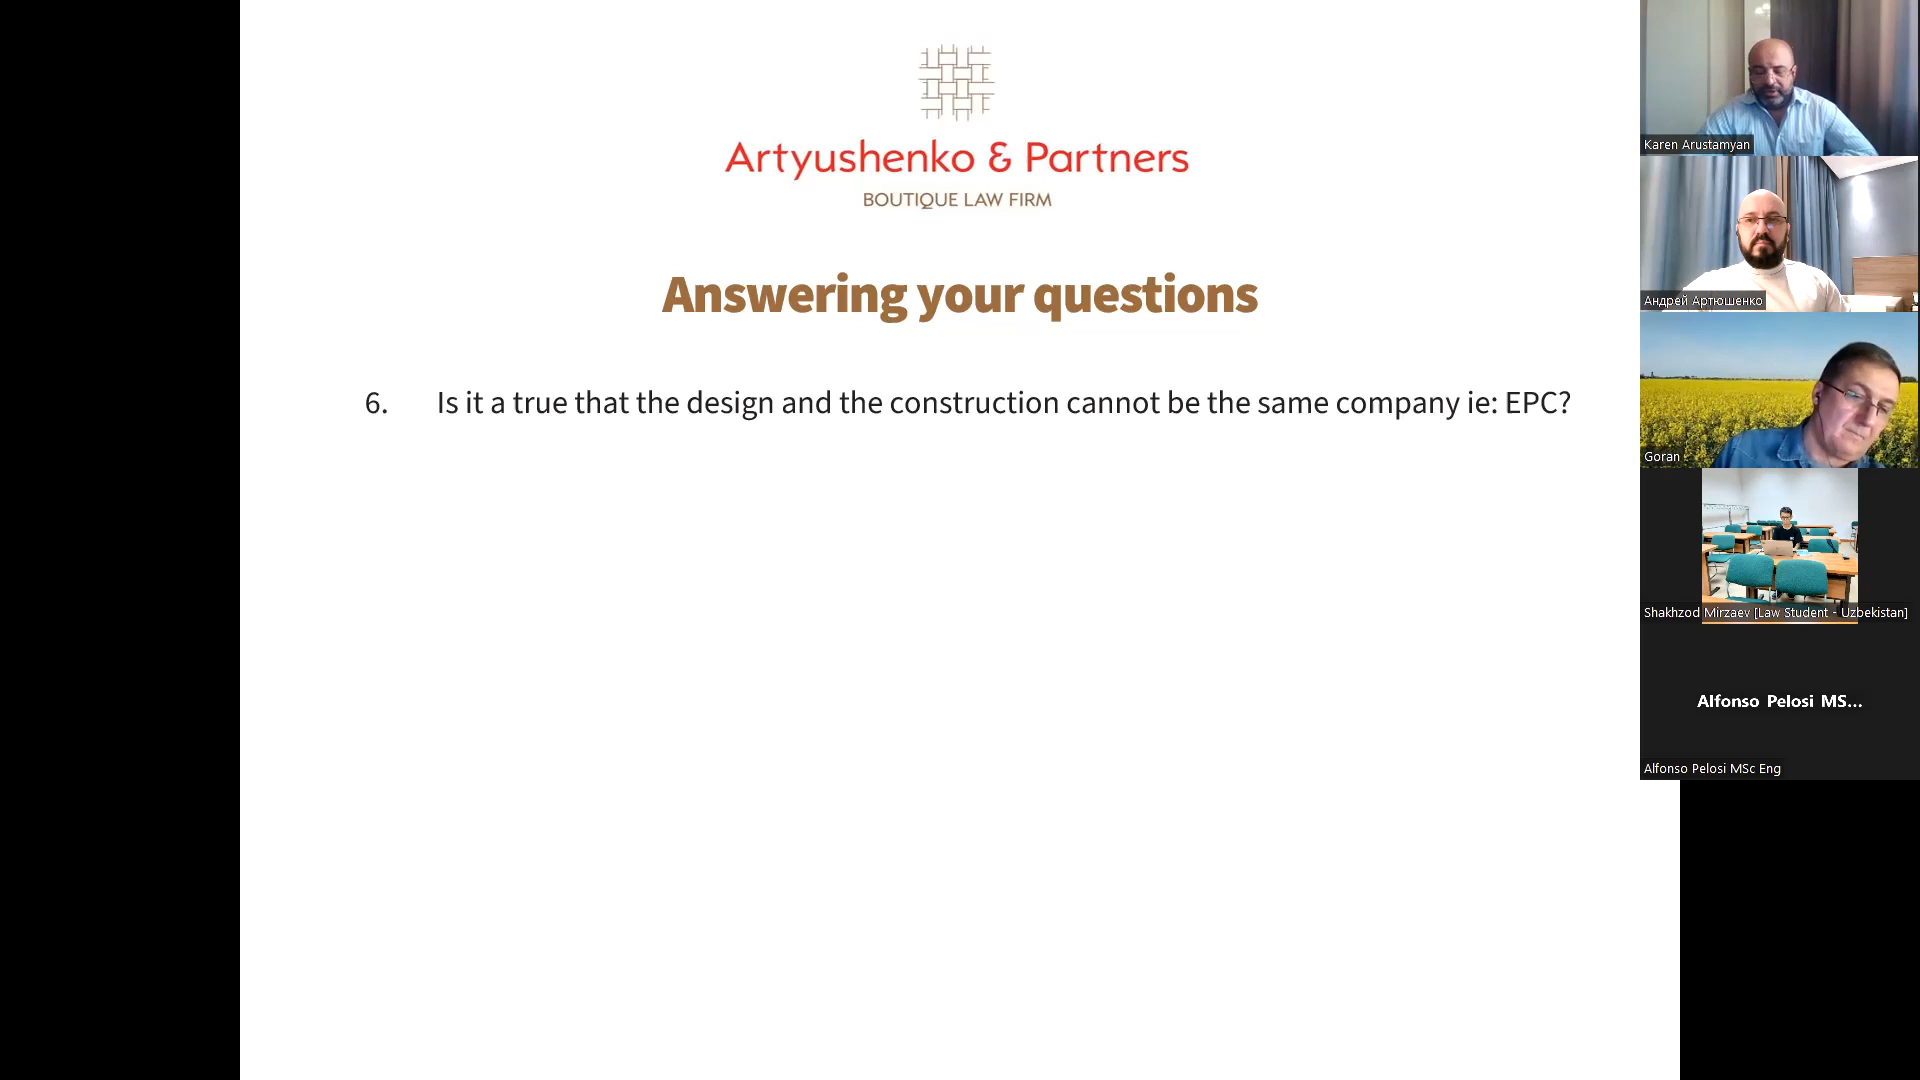 Artyushenko & Partners
BOUTIQUE LAW FIRM
Answering your questions
6. Is it a true that the design and the construction cannot be the same company ie: EPC?
Karen Arustamyan
Андрей Артюшенко
Goran
Shakhzod Mirzaev [Law Student - Uzbekistan]
Alfonso Pelosi MS...
Alfonso Pelosi MSc Eng